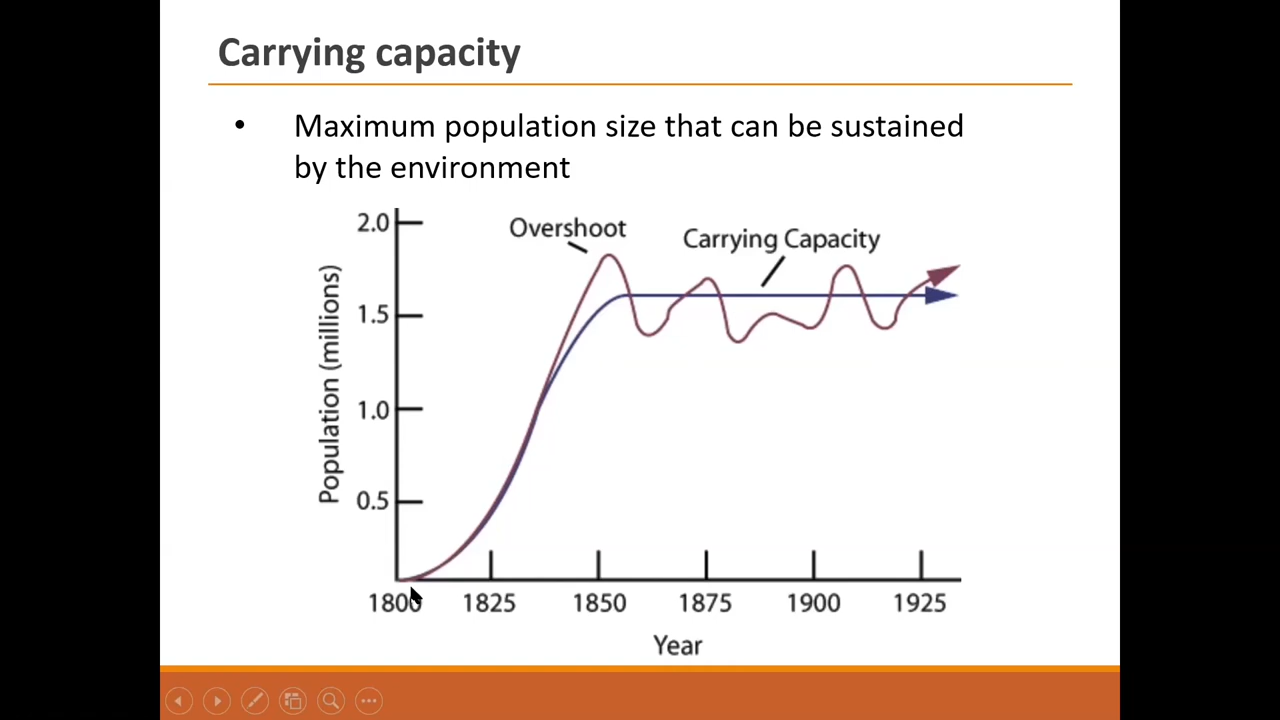 Carrying capacity
• Maximum population size that can be sustained
by the environment
Overshoot
Carrying Capacity
Population (millions)
2.0
1.5
1.0
0.5
1800 1825 1850 1875 1900 1925
Year